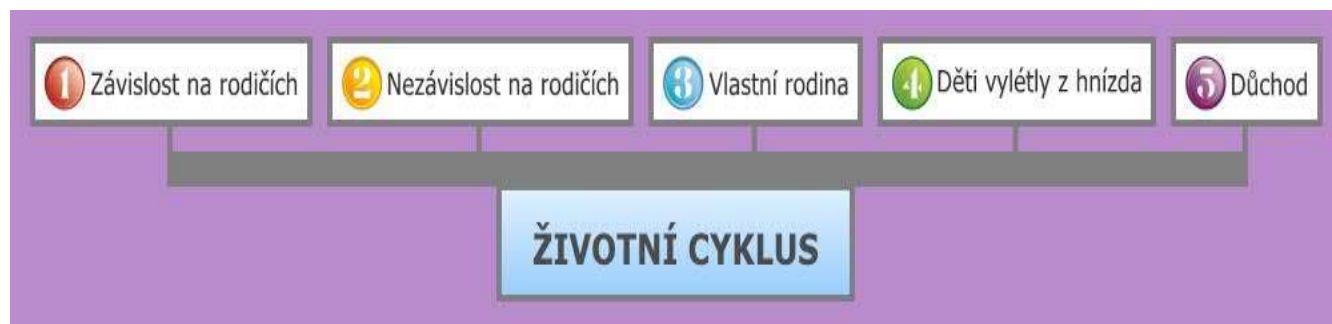 1 Závislost na rodičích
2 Nezávislost na rodičích
3 Vlastní rodina
4 Děti vylétly z hnízda
5 Důchod
ŽIVOTNÍ CYKLUS